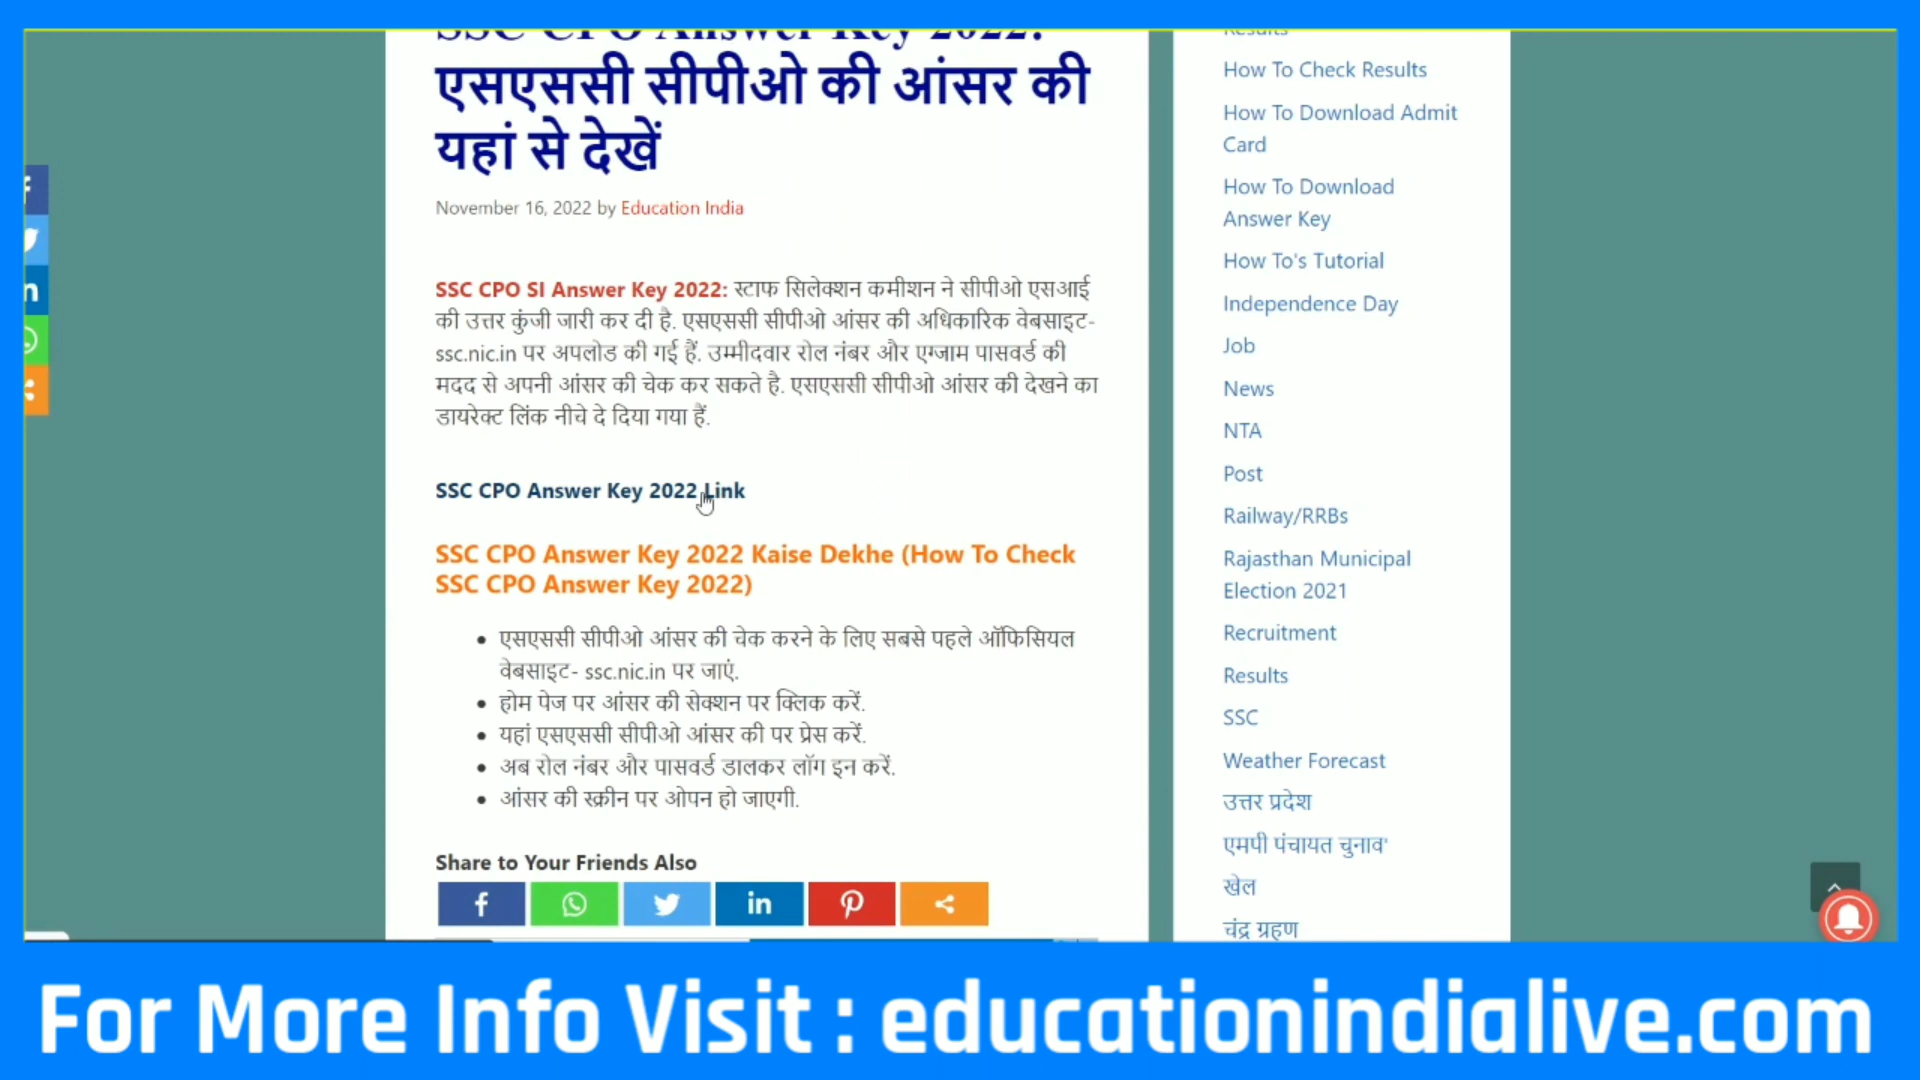 SSC CPO Answer Key 2022:
एसएससी सीपीओ की आंसर की
यहां से देखें
November 16, 2022 by Education India
SSC CPO SI Answer Key 2022: स्टाफ सिलेक्शन कमीशन ने सीपीओ एसआई
की उत्तर कुंजी जारी कर दी है. एसएससी सीपीओ आंसर की अधिकारिक वेबसाइट-
ssc.nic.in पर अपलोड की गई हैं. उम्मीदवार रोल नंबर और एग्जाम पासवर्ड की
मदद से अपनी आंसर की चेक कर सकते है. एसएससी सीपीओ आंसर की देखने का
डायरेक्ट लिंक नीचे दे दिया गया हैं.
SSC CPO Answer Key 2022 Link
SSC CPO Answer Key 2022 Kaise Dekhe (How To Check
SSC CPO Answer Key 2022)
एसएससी सीपीओ आंसर की चेक करने के लिए सबसे पहले ऑफिसियल
वेबसाइट- ssc.nic.in पर जाएं.
होम पेज पर आंसर की सेक्शन पर क्लिक करें.
यहां एसएससी सीपीओ आंसर की पर प्रेस करें.
अब रोल नंबर और पासवर्ड डालकर लॉग इन करें.
आंसर की स्क्रीन पर ओपन हो जाएगी.
Share to Your Friends Also
Results
How To Check Results
How To Download Admit
Card
How To Download
Answer Key
How To's Tutorial
Independence Day
Job
News
NTA
Post
Railway/RRBs
Rajasthan Municipal
Election 2021
Recruitment
Results
SSC
Weather Forecast
उत्तर प्रदेश
एमपी पंचायत चुनाव'
खेल
चंद्र ग्रहण
For More Info Visit : educationindialive.com